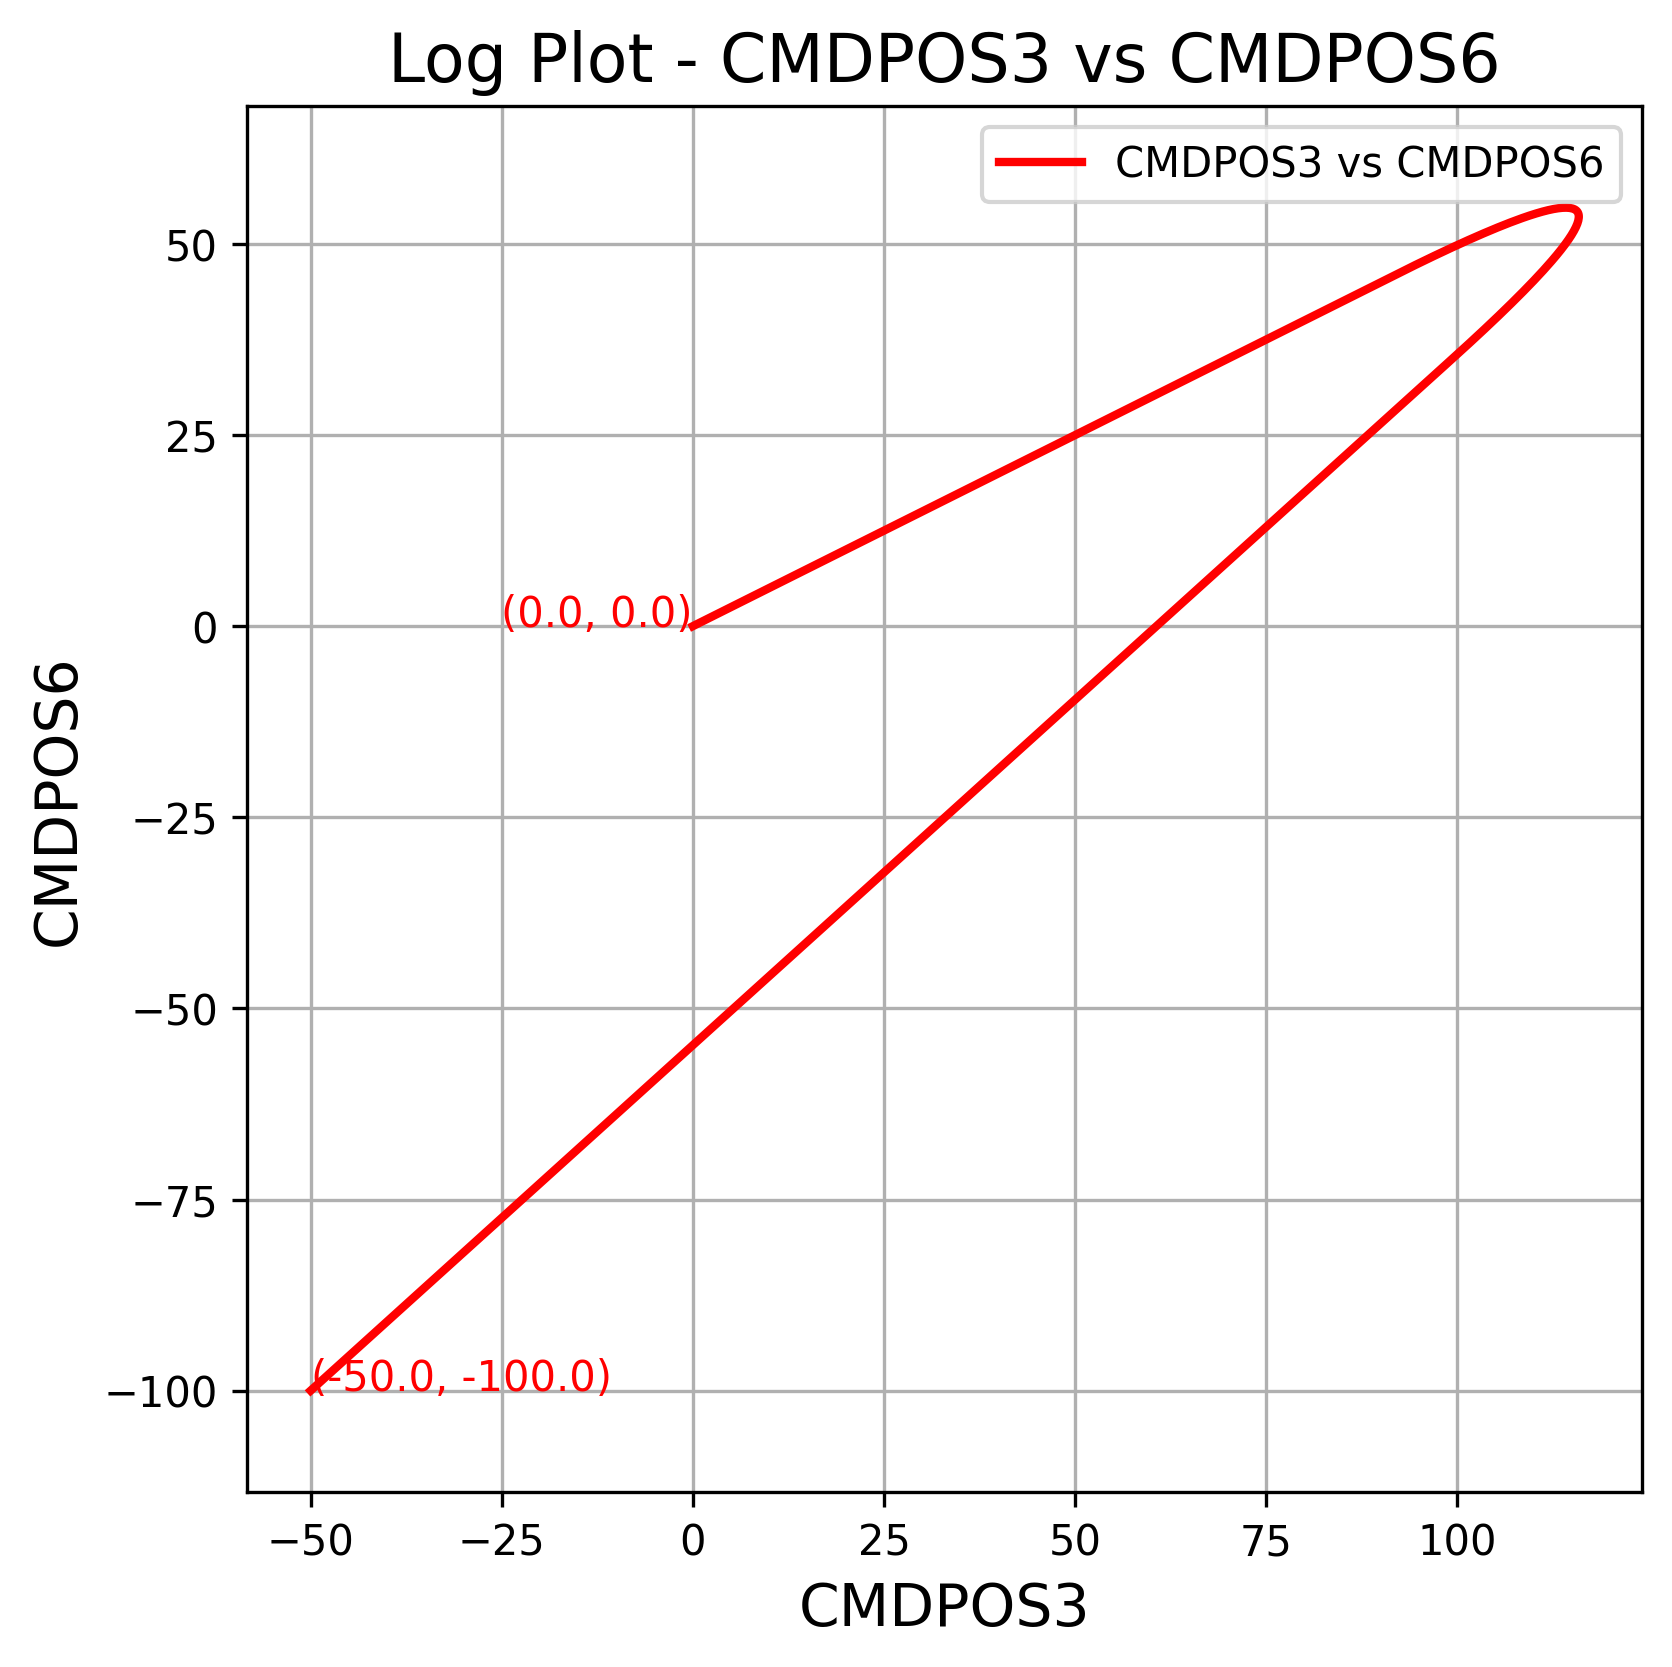 Log Plot - CMDPOS3 vs CMDPOS6
CMDPOS3 vs CMDPOS6
50
25
(0.0, 0.0)
0
CMDPOS6
−25
−50
−75
(-50.0, -100.0)
−100
−50 −25 0 25 50 75 100
CMDPOS3